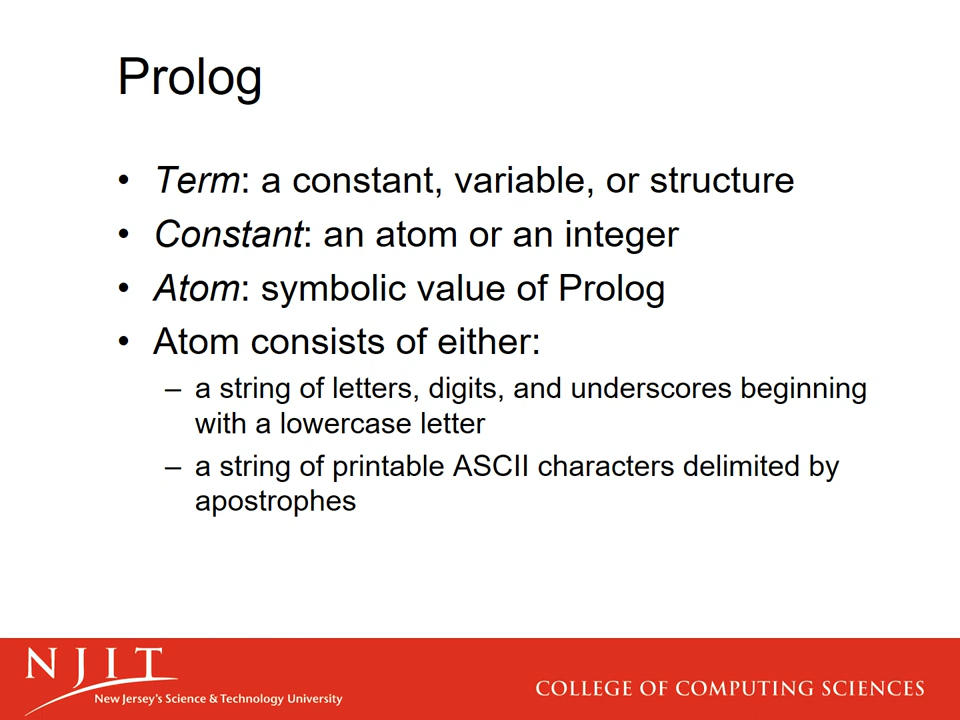 Prolog
• Term: a constant, variable, or structure
• Constant: an atom or an integer
• Atom: symbolic value of Prolog
• Atom consists of either:
– a string of letters, digits, and underscores beginning
with a lowercase letter
– a string of printable ASCII characters delimited by
apostrophes
NJIT
New Jersey's Science & Technology University
COLLEGE OF COMPUTING SCIENCES